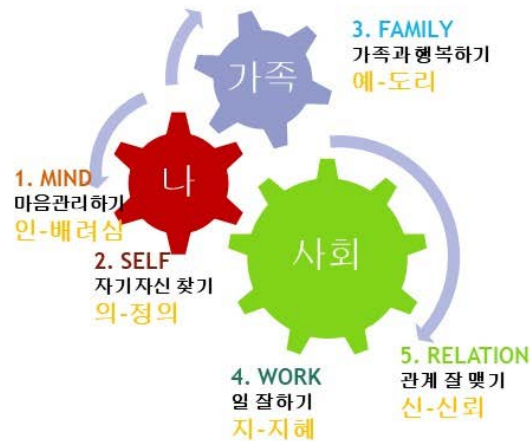 3. FAMILY
가족과 행복하기
예-도리
가족
나
1. MIND
마음관리하기
인-배려심
2. SELF
자기자신 찾기
의-정의
사회
4. WORK
일 잘하기
지-지혜
5. RELATION
관계 잘 맺기
신-신뢰